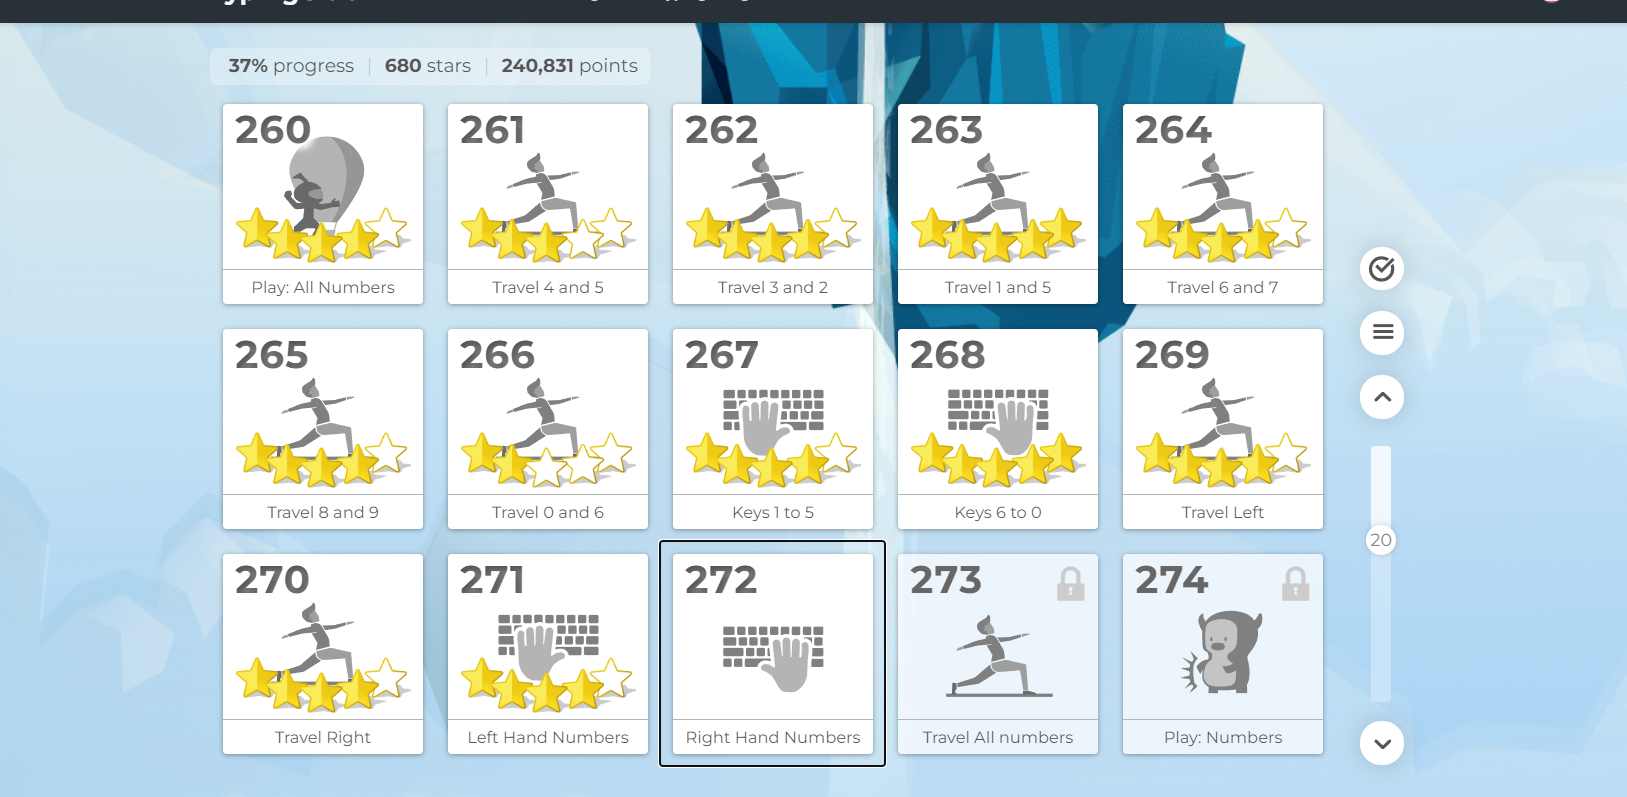 37% progress | 680 stars | 240,831 points
260
261
262
263
264
Play: All Numbers
Travel 4 and 5
Travel 3 and 2
Travel 1 and 5
Travel 6 and 7
265
266
267
268
269
Travel 8 and 9
Travel 0 and 6
Keys 1 to 5
Keys 6 to 0
Travel Left
20
270
271
272
273
274
Travel Right
Left Hand Numbers
Right Hand Numbers
Travel All numbers
Play: Numbers